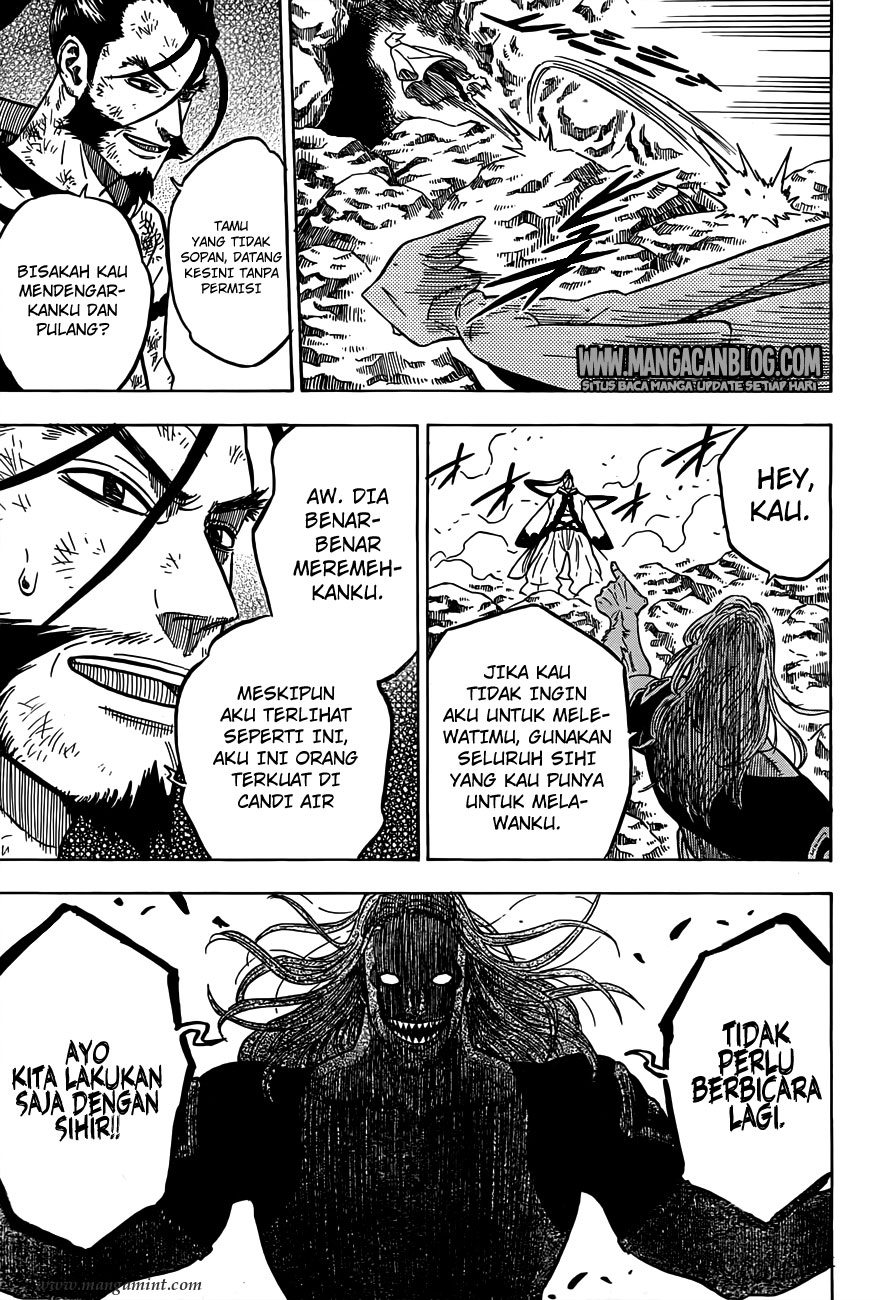 TAMU
YANG TIDAK
SOPAN, DATANG
KESINI TANPA
PERMISI
BISAKAH KAU
MENDENGAR-
KANKU DAN
PULANG?
WWW.MANGACANBLOG.COM
SITUS BACA MANGA UPDATE SETIAP HARI
HEY,
KAU.
JIKA KAU
TIDAK INGIN
AKU UNTUK MELE-
WATIMU, GUNAKAN
SELURUH SIHI
YANG KAU PUNYA
UNTUK MELA-
WANKU.
AW. DIA
BENAR-
BENAR
MEREMEH-
KANKU.
MESKIPUN
AKU TERLIHAT
SEPERTI INI,
AKU INI ORANG
TERKUAT DI
CANDI AIR
TIDAK
PERLU
BERBICARA
LAGI.
AYO
KITA LAKUKAN
SAJA DENGAN
SIHIR!!
www.mangamint.com